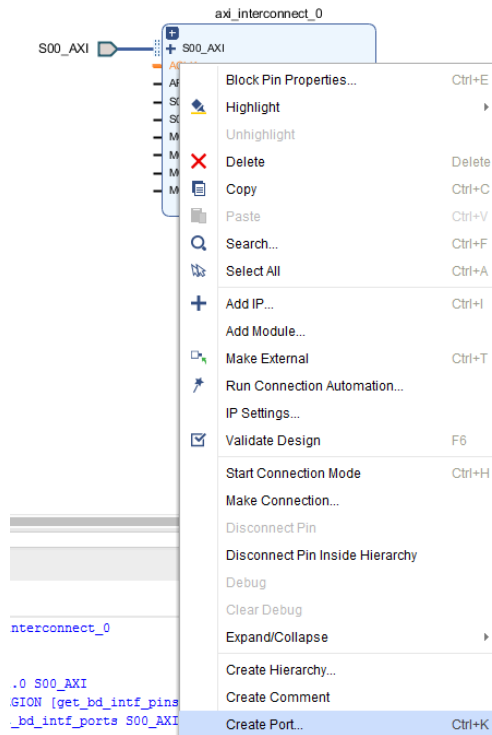 axi_interconnect_0
S00_AXI
S00_AXI
Block Pin Properties... Ctrl+E
Highlight
Unhighlight
Delete Delete
Copy Ctrl+C
Paste Ctrl+V
Search... Ctrl+F
Select All Ctrl+A
Add IP... Ctrl+I
Add Module...
Make External Ctrl+T
Run Connection Automation...
IP Settings...
Validate Design F6
Start Connection Mode Ctrl+H
Make Connection...
Disconnect Pin
Disconnect Pin Inside Hierarchy
Debug
Clear Debug
Expand/Collapse
Create Hierarchy...
Create Comment
Create Port... Ctrl+K
nterconnect_0
.0 S00_AXI
GION [get_bd_intf_pins
_bd_intf_ports S00_AXI